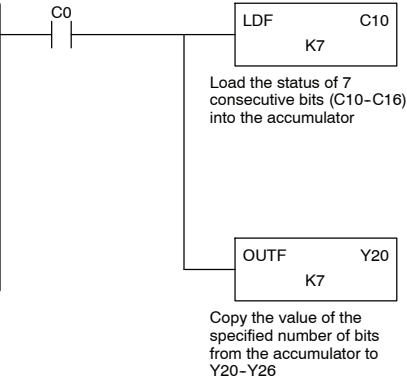 C0
LDF C10
K7
Load the status of 7
consecutive bits (C10-C16)
into the accumulator
OUTF Y20
K7
Copy the value of the
specified number of bits
from the accumulator to
Y20-Y26